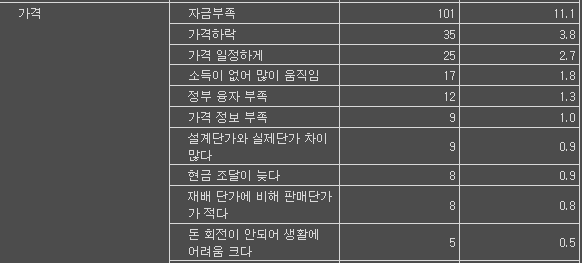 가격 자금부족 101 11.1
가격하락 35 3.8
가격 일정하게 25 2.7
소득이 없어 많이 움직임 17 1.8
정부 융자 부족 12 1.3
가격 정보 부족 9 1.0
설계단가와 실제단가 차이
많다 9 0.9
현금 조달이 늦다 8 0.9
재배 단가에 비해 판매단가
가 적다 8 0.8
돈 회전이 안되어 생활에
어려움 크다 5 0.5